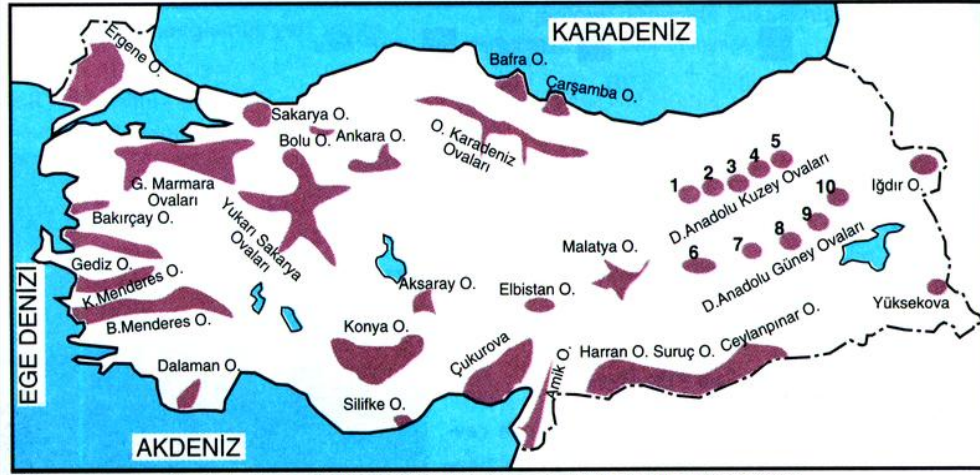 KARADENİZ
Ergene O.
Bafra O.
Çarşamba O.
Sakarya O.
Bolu O.
Ankara O.
O. Karadeniz
Ovaları
G. Marmara
Ovaları
Yukarı Sakarya
Ovaları
1
2
3
4
5
D.Anadolu Kuzey Ovaları
Iğdır O.
10
9
8
7
6
D.Anadolu Güney Ovaları
Bakırçay O.
Gediz O.
K.Menderes O.
B.Menderes O.
EGE DENİZİ
Malatya O.
Aksaray O.
Elbistan O.
Yüksekova
Konya O.
Çukurova
Amik O.
Harran O.
Suruç O.
Ceylanpınar O.
Dalaman O.
Silifke O.
AKDENİZ